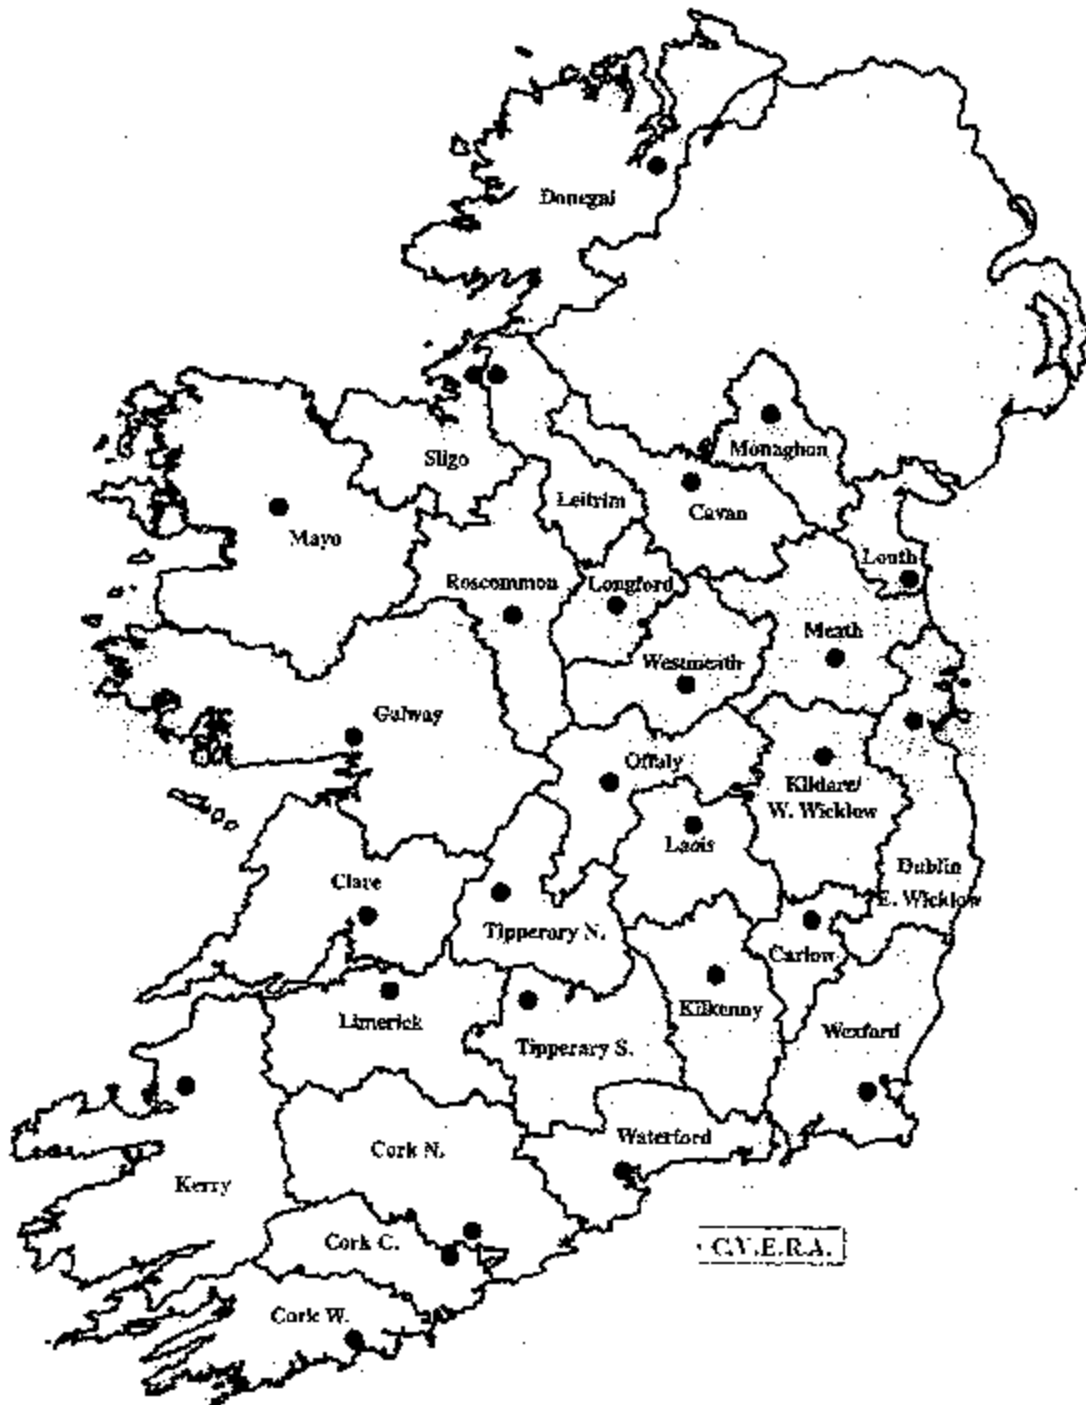 Donegal
Monaghan
Sligo
Leitrim
Cavan
Mayo
Louth
Roscommon
Longford
Meath
Westmeath
Galway
Offaly
Kildare/
W. Wicklow
Laois
Dublin
E. Wicklow
Clare
Tipperary N.
Carlow
Kilkenny
Limerick
Wexford
Tipperary S.
Waterford
Cork N.
Kerry
Cork C.
C.V.E.R.A.
Cork W.